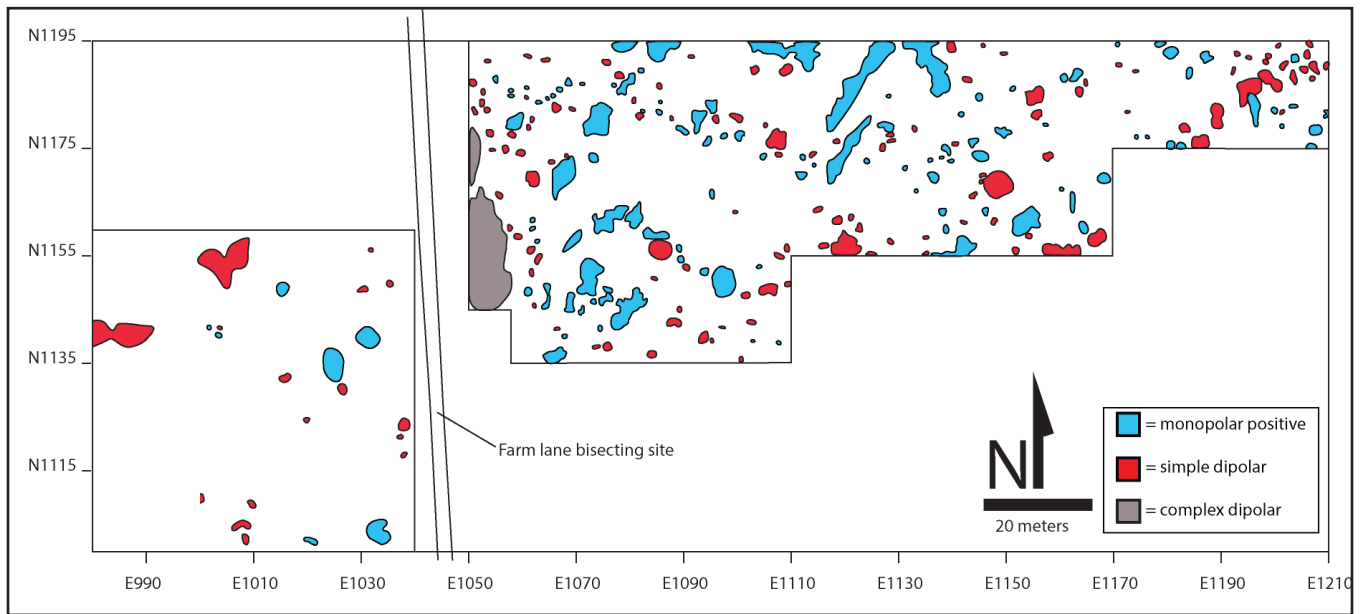 N1195
N1175
N1155
N1135
N1115
Farm lane bisecting site
N
20 meters
= monopolar positive
= simple dipolar
= complex dipolar
E990
E1010
E1030
E1050
E1070
E1090
E1110
E1130
E1150
E1170
E1190
E1210